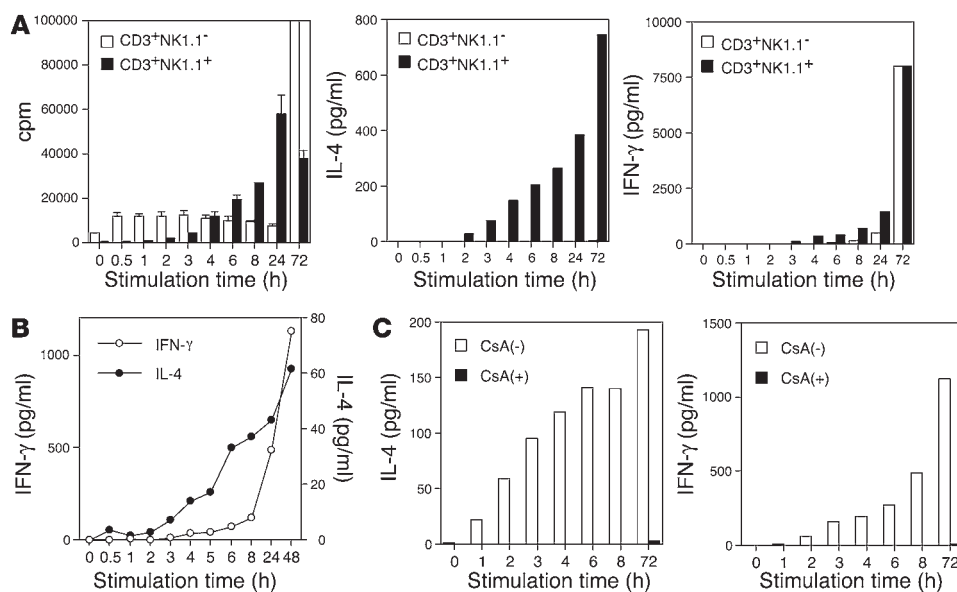 A
cpm
100000
80000
60000
40000
20000
0
CD3+NK1.1-
CD3+NK1.1+
0 0.5 1 2 3 4 6 8 24 72
Stimulation time (h)
IL-4 (pg/ml)
800
600
400
200
0
CD3+NK1.1-
CD3+NK1.1+
0 0.5 1 2 3 4 6 8 24 72
Stimulation time (h)
IFN-γ (pg/ml)
10000
7500
5000
2500
0
CD3+NK1.1-
CD3+NK1.1+
0 0.5 1 2 3 4 6 8 24 72
Stimulation time (h)
B
IFN-γ (pg/ml)
1000
500
0
IFN-γ
IL-4
80
60
40
20
0
IL-4 (pg/ml)
0 0.5 1 2 3 4 5 6 8 24 48
Stimulation time (h)
C
IL-4 (pg/ml)
200
150
100
50
0
CsA(-)
CsA(+)
0 1 2 3 4 6 8 72
Stimulation time (h)
IFN-γ (pg/ml)
1500
1000
500
0
CsA(-)
CsA(+)
0 1 2 3 4 6 8 72
Stimulation time (h)